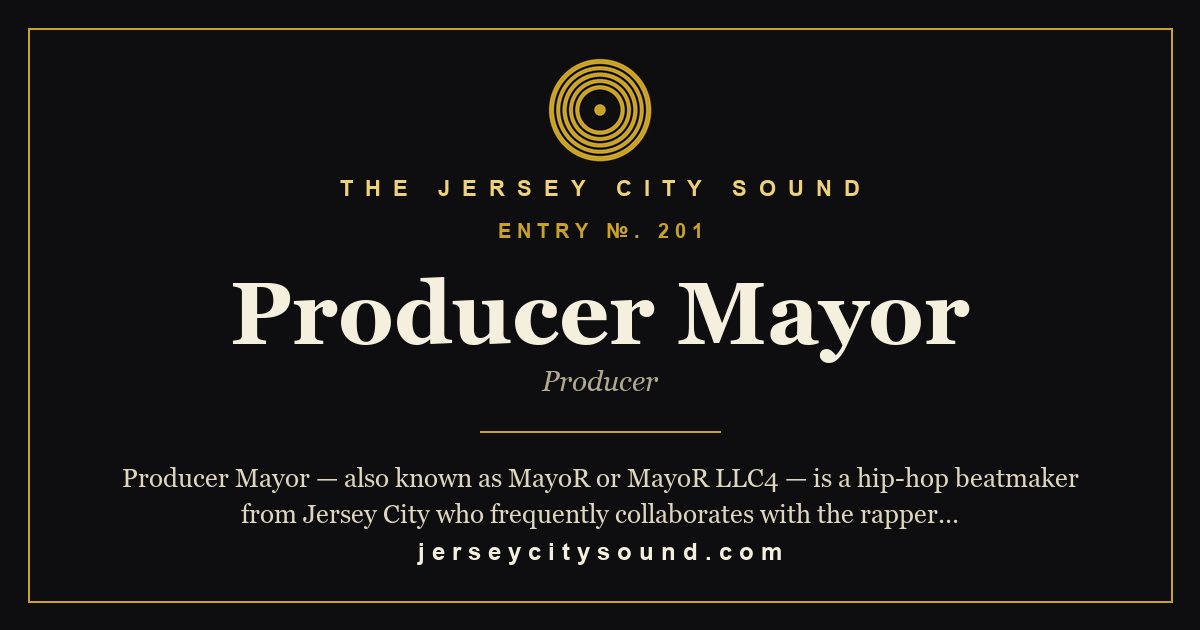 THE JERSEY CITY SOUND
ENTRY №. 201
Producer Mayor
Producer
Producer Mayor — also known as MayoR or MayoR LLC4 — is a hip-hop beatmaker
from Jersey City who frequently collaborates with the rapper...
jerseycitysound.com